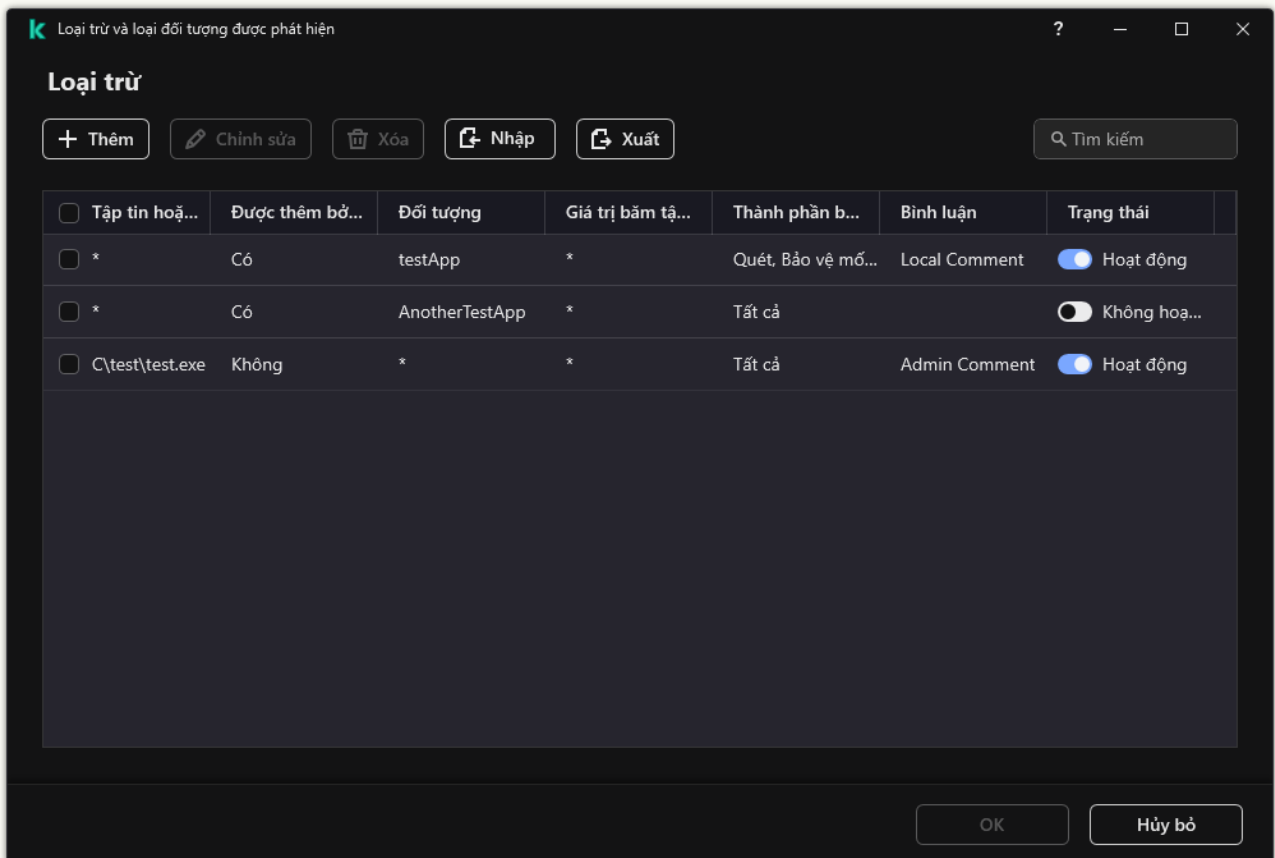 Loại trừ và loại đối tượng được phát hiện ?
Loại trừ
Thêm Chỉnh sửa Xóa Nhập Xuất Tìm kiếm
Tập tin hoặ... Được thêm bở... Đối tượng Giá trị băm tậ... Thành phần b... Bình luận Trạng thái
* Có testApp * Quét, Bảo vệ mố... Local Comment Hoạt động
* Có AnotherTestApp * Tất cả Không hoạ...
C\test\test.exe Không * * Tất cả Admin Comment Hoạt động
OK Hủy bỏ